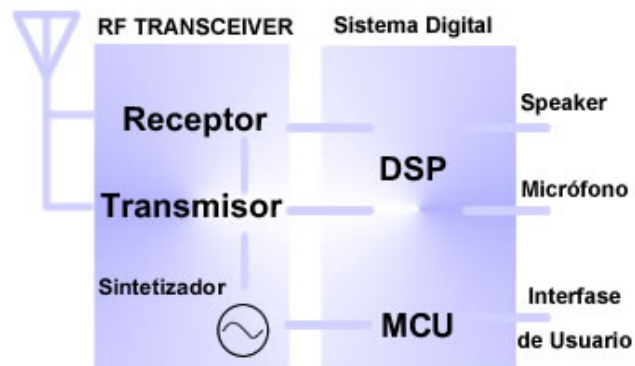 RF TRANSCEIVER
Sistema Digital
Receptor
Speaker
DSP
Micrófono
Transmisor
Sintetizador
MCU
Interfase
de Usuario